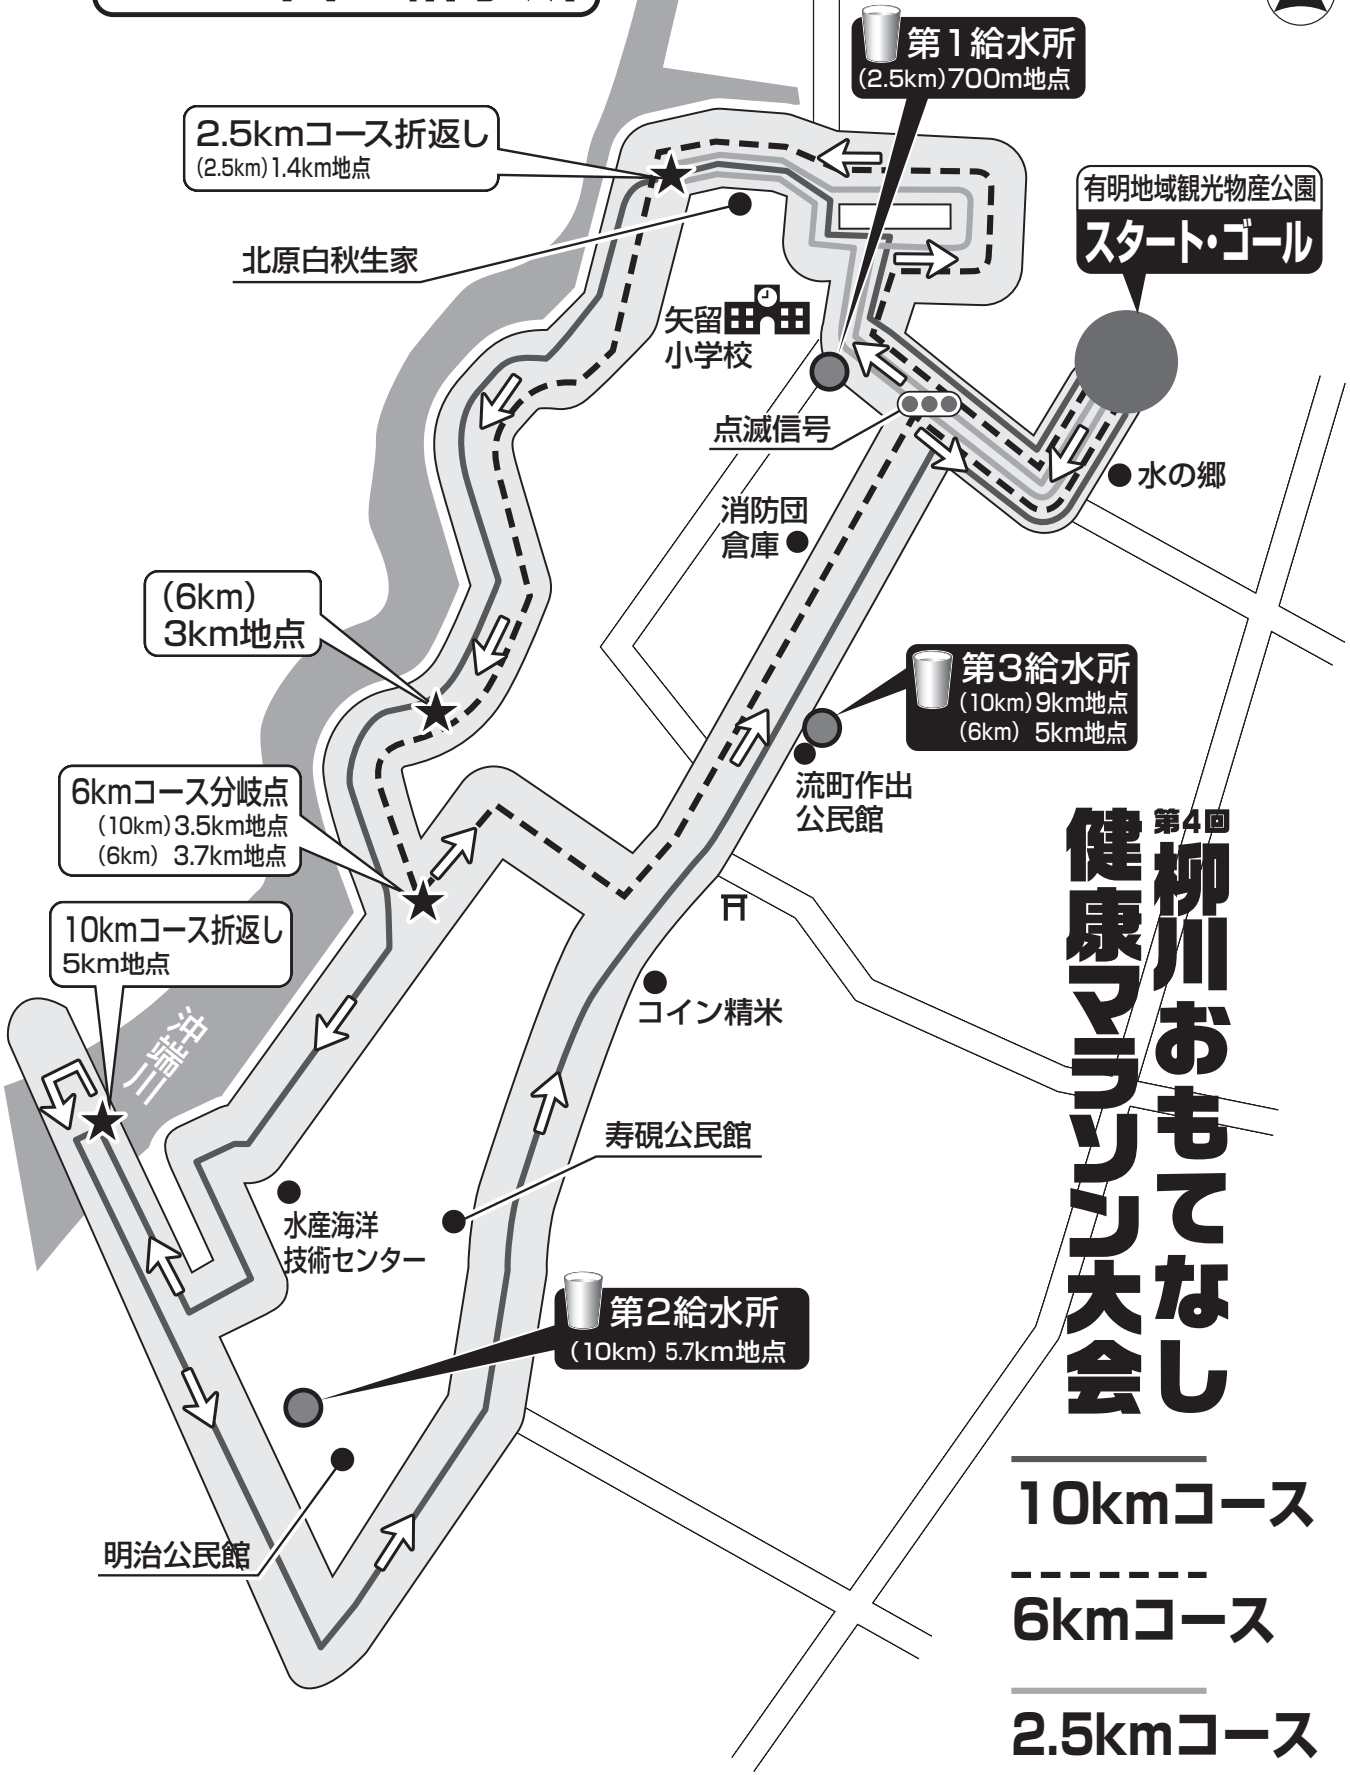 第1給水所
(2.5km)700m地点
2.5kmコース折返し
(2.5km)1.4km地点
有明地域観光物産公園
スタート・ゴール
北原白秋生家
矢留
小学校
点滅信号
水の郷
消防団
倉庫
(6km)
3km地点
第3給水所
(10km)9km地点
(6km) 5km地点
流町作出
公民館
6kmコース分岐点
(10km)3.5km地点
(6km) 3.7km地点
10kmコース折返し
5km地点
沖端川
コイン精米
寿硯公民館
水産海洋
技術センター
第2給水所
(10km) 5.7km地点
明治公民館
第4回
柳川おもてなし
健康マラソン大会
10kmコース
6kmコース
2.5kmコース